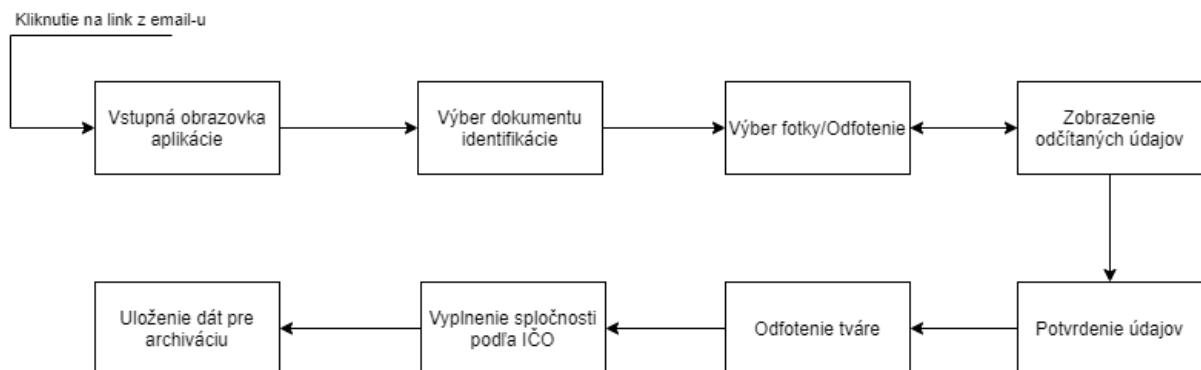 Kliknutie na link z email-u
Vstupná obrazovka
aplikácie
Výber dokumentu
identifikácie
Výber fotky/Odfotenie
Zobrazenie
odčítaných údajov
Potvrdenie údajov
Odfotenie tváre
Vyplnenie spločnosti
podľa IČO
Uloženie dát pre
archiváciu